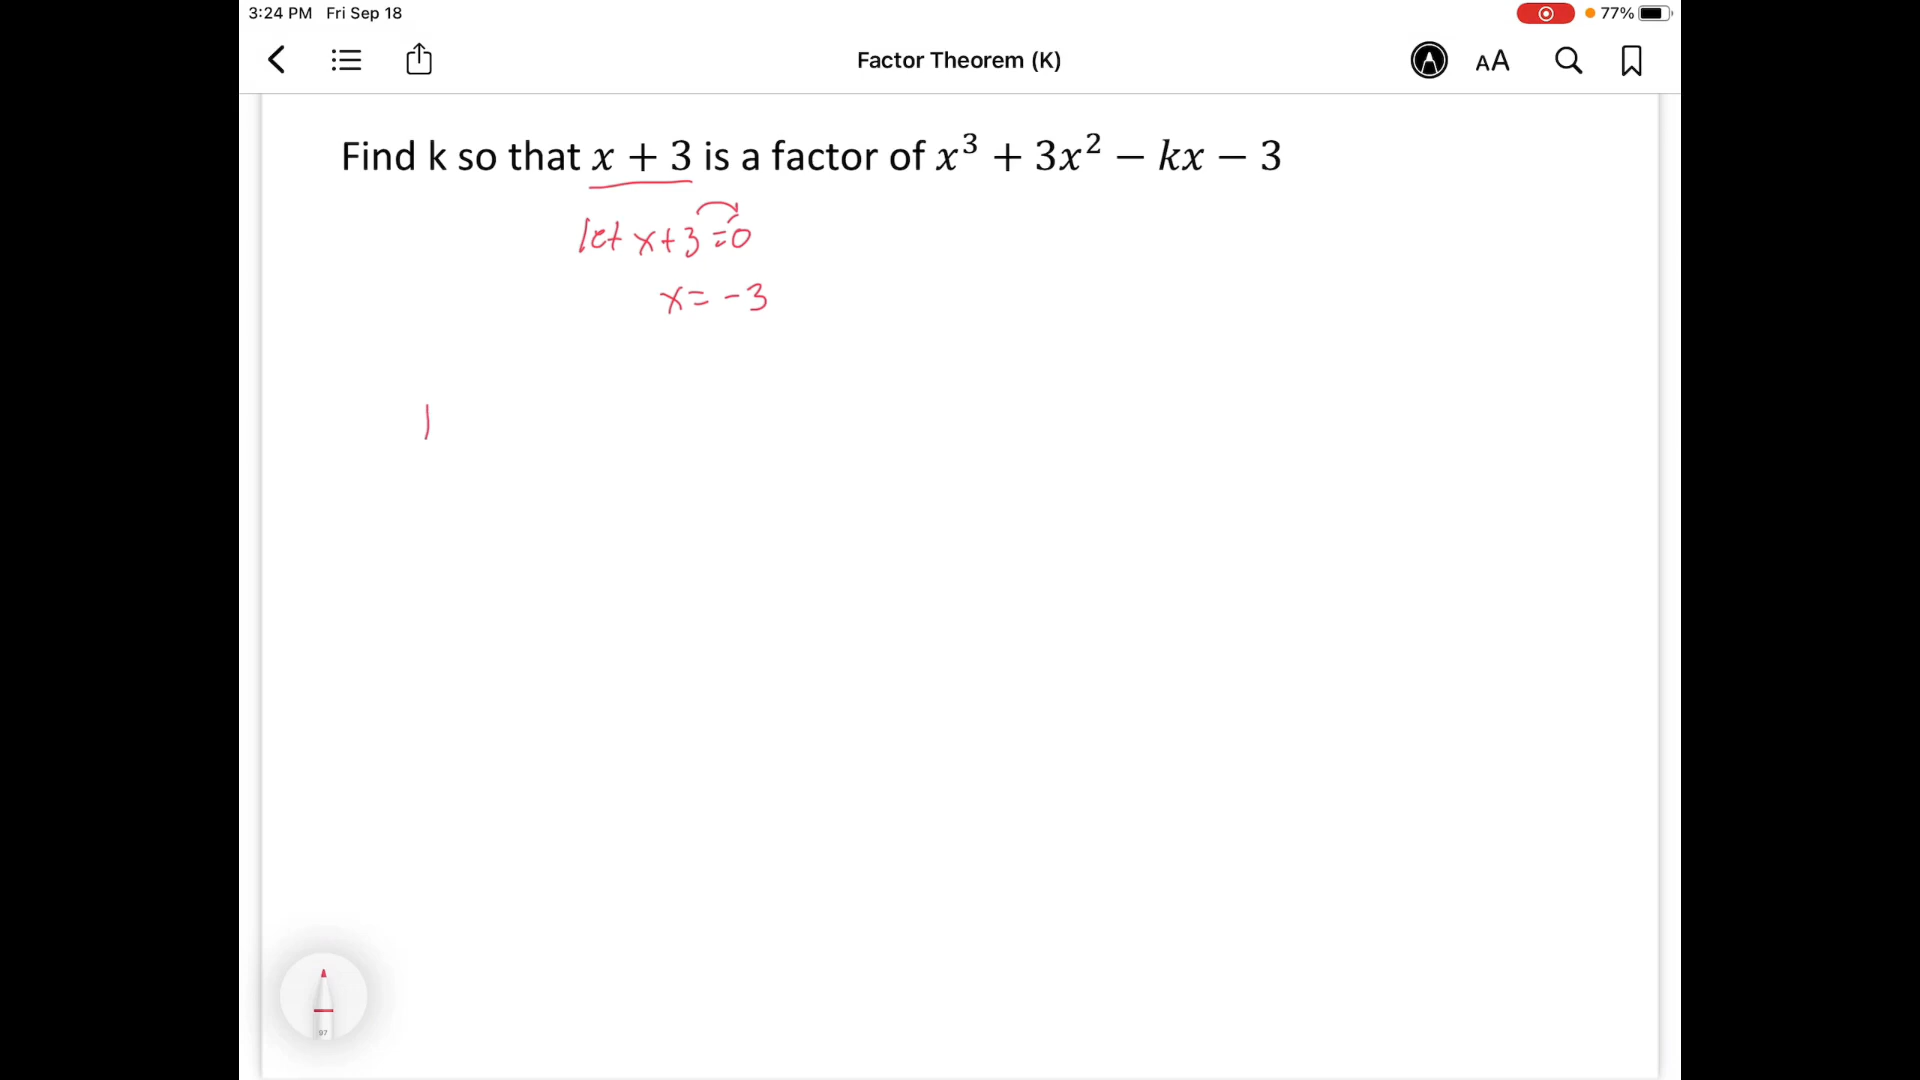 3:24 PM Fri Sep 18 77%
Factor Theorem (K) AA
Find k so that x + 3 is a factor of x³ + 3x² − kx − 3
let x+3=0
x= -3
97